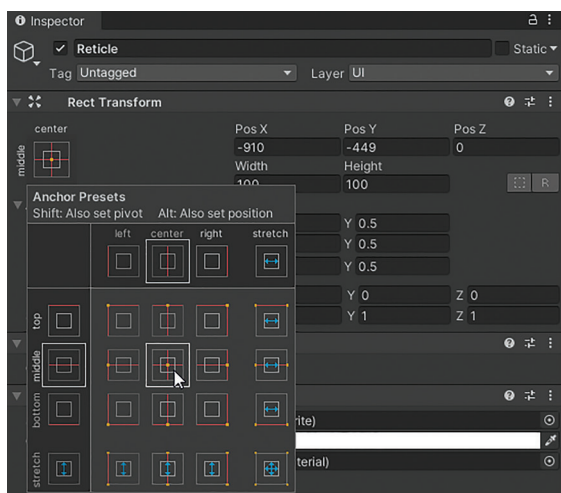 Inspector
Reticle Static
Tag Untagged Layer UI
Rect Transform
center
middle
Pos X Pos Y Pos Z
-910 -449 0
Width Height
100 100
R
Anchor Presets
Shift: Also set pivot Alt: Also set position
left center right stretch
Y 0.5
Y 0.5
Y 0.5
top
Y 0 Z 0
Y 1 Z 1
middle
bottom
rite)
stretch
terial)